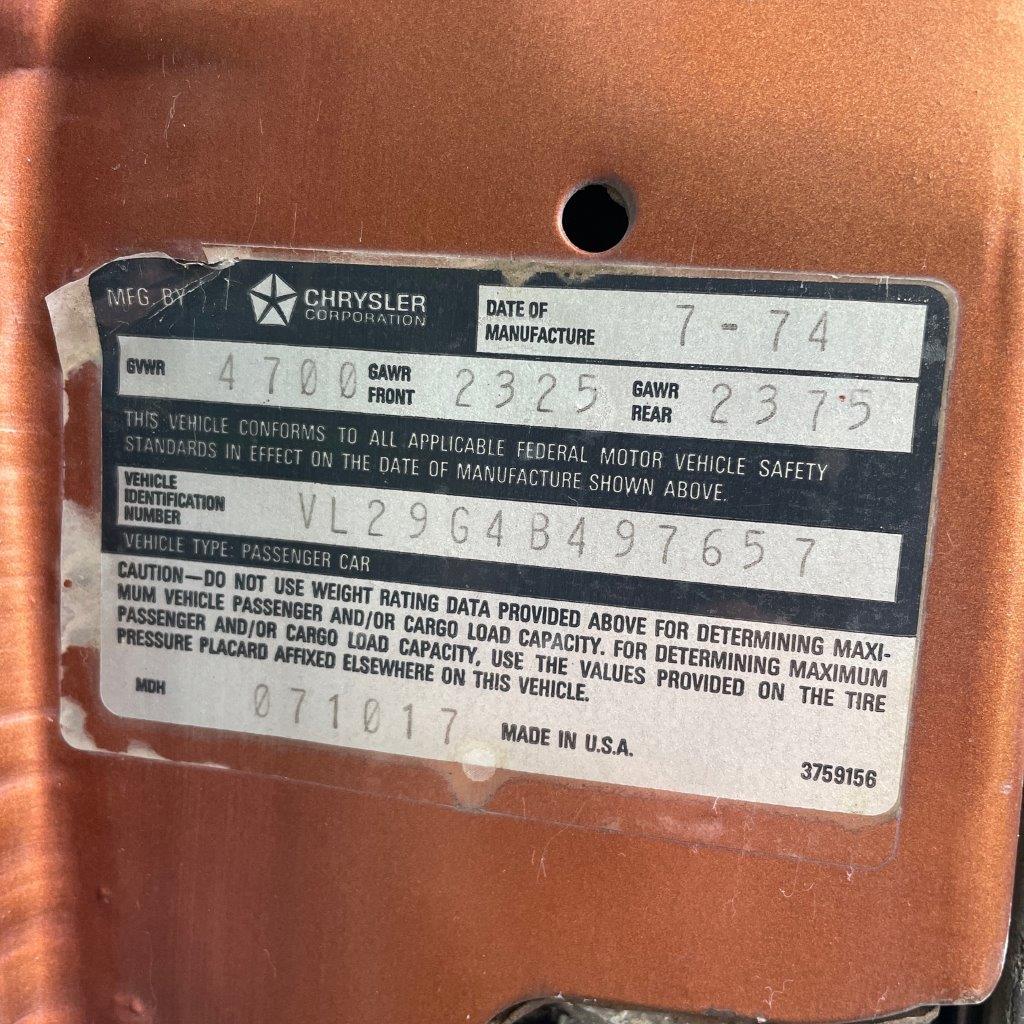 MFG. BY CHRYSLER CORPORATION
DATE OF MANUFACTURE 7-74
GVWR 4700 GAWR FRONT 2325 GAWR REAR 2375
THIS VEHICLE CONFORMS TO ALL APPLICABLE FEDERAL MOTOR VEHICLE SAFETY
STANDARDS IN EFFECT ON THE DATE OF MANUFACTURE SHOWN ABOVE.
VEHICLE IDENTIFICATION NUMBER VL29G4B497657
VEHICLE TYPE: PASSENGER CAR
CAUTION—DO NOT USE WEIGHT RATING DATA PROVIDED ABOVE FOR DETERMINING MAXI-
MUM VEHICLE PASSENGER AND/OR CARGO LOAD CAPACITY. FOR DETERMINING MAXIMUM
PASSENGER AND/OR CARGO LOAD CAPACITY, USE THE VALUES PROVIDED ON THE TIRE
PRESSURE PLACARD AFFIXED ELSEWHERE ON THIS VEHICLE.
MDH 071017 MADE IN U.S.A.
3759156